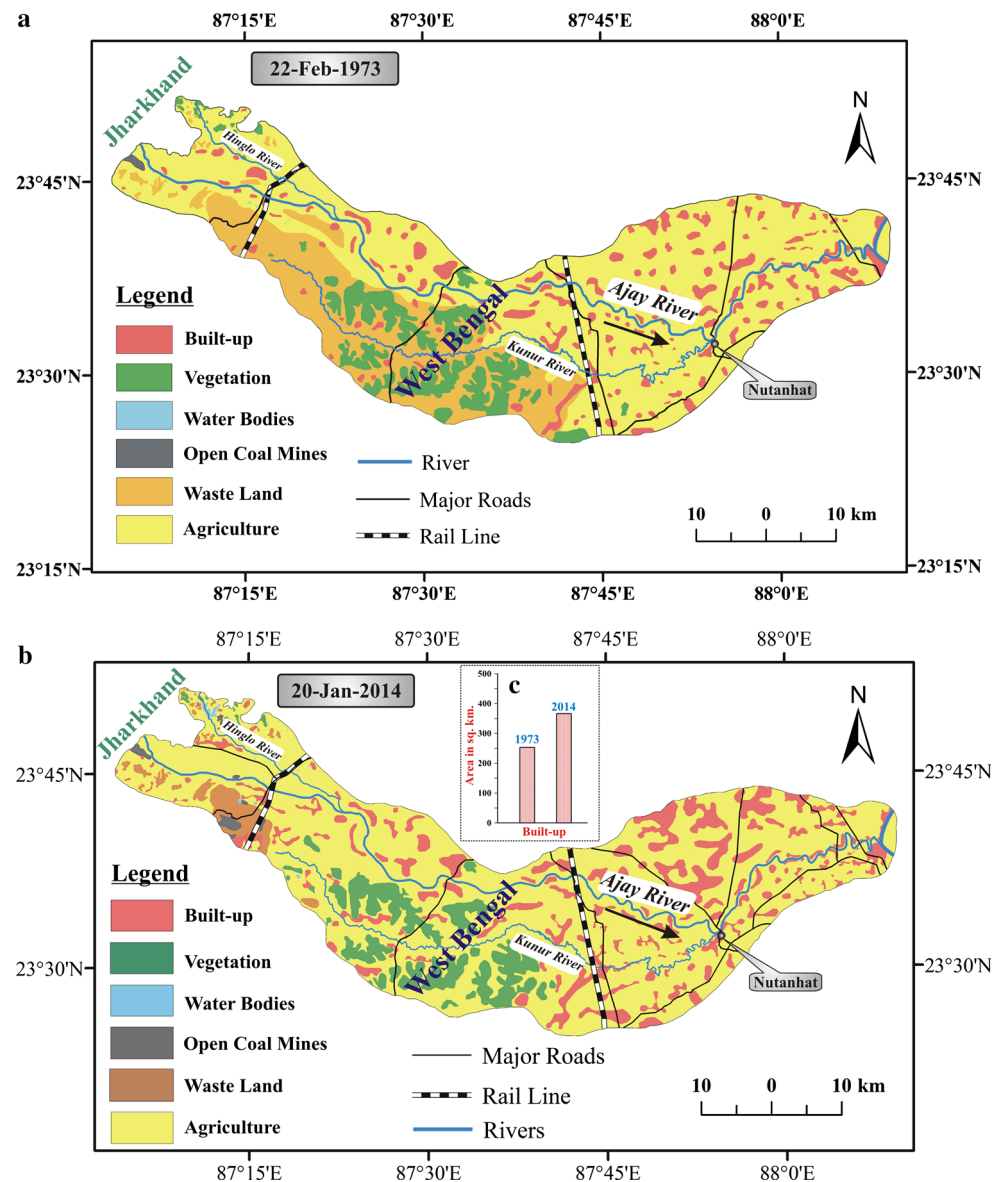 a
87°15'E 87°30'E 87°45'E 88°0'E
22-Feb-1973
Jharkhand
N
Hinglo River
23°45'N 23°45'N
Ajay River
West Bengal
Kunur River
Nutanhat
23°30'N 23°30'N
Legend
Built-up
Vegetation
Water Bodies
Open Coal Mines
Waste Land
Agriculture
River
Major Roads
Rail Line
10 0 10 km
23°15'N 23°15'N
87°15'E 87°30'E 87°45'E 88°0'E
b
87°15'E 87°30'E 87°45'E 88°0'E
20-Jan-2014
Jharkhand
c
500
400
300
200
100
0
Area in sq. km.
1973
2014
Built-up
N
Hinglo River
23°45'N 23°45'N
Ajay River
West Bengal
Kunur River
Nutanhat
23°30'N 23°30'N
Legend
Built-up
Vegetation
Water Bodies
Open Coal Mines
Waste Land
Agriculture
Major Roads
Rail Line
Rivers
10 0 10 km
87°15'E 87°30'E 87°45'E 88°0'E